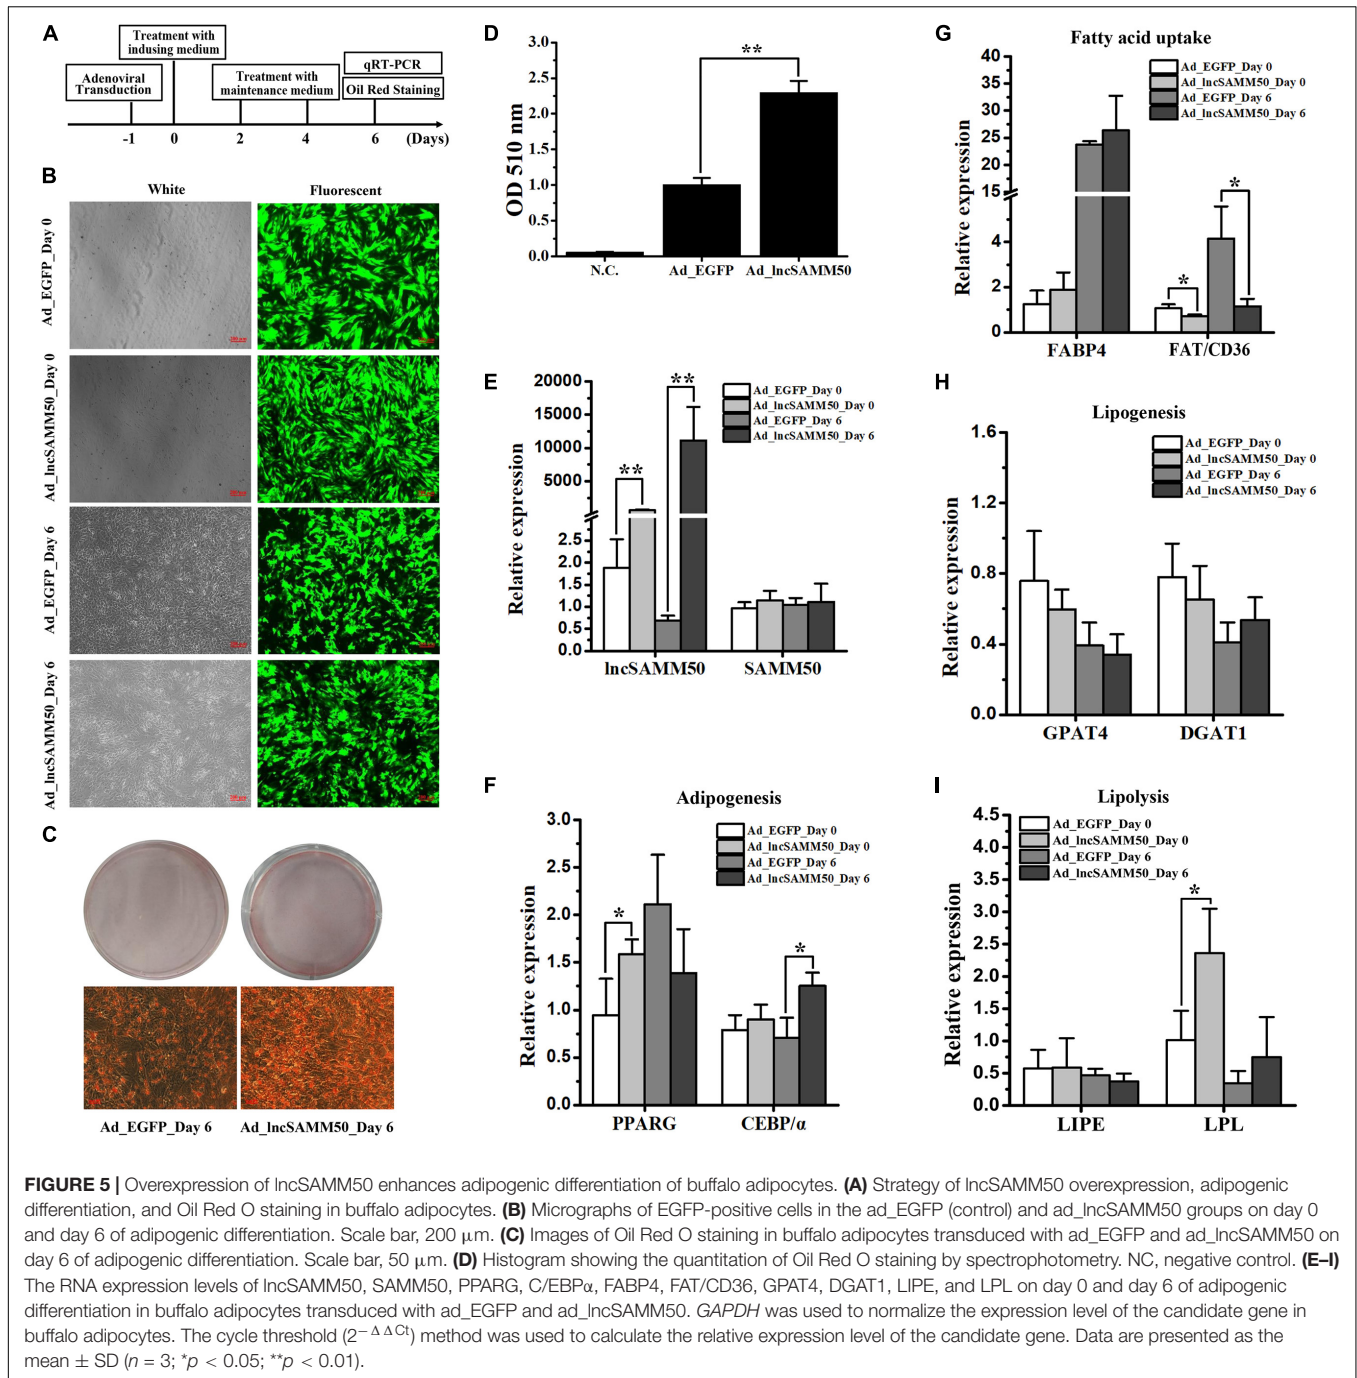 A
Treatment with
indusing medium
Adenoviral
Transduction
Treatment with
maintenance medium
qRT-PCR
Oil Red Staining
-1 0 2 4 6 (Days)
B
White Fluorescent
Ad_EGFP_Day 0
Ad_lncSAMM50_Day 0
Ad_EGFP_Day 6
Ad_lncSAMM50_Day 6
C
Ad_EGFP_Day 6 Ad_lncSAMM50_Day 6
D
OD 510 nm
3.0
2.5
2.0
1.5
1.0
0.5
0.0
**
N.C. Ad_EGFP Ad_lncSAMM50
E
Relative expression
20000
15000
10000
5000
2.5
2.0
1.5
1.0
0.5
0.0
** **
Ad_EGFP_Day 0
Ad_lncSAMM50_Day 0
Ad_EGFP_Day 6
Ad_lncSAMM50_Day 6
lncSAMM50 SAMM50
F
Adipogenesis
Relative expression
3.0
2.5
2.0
1.5
1.0
0.5
0.0
* *
Ad_EGFP_Day 0
Ad_lncSAMM50_Day 0
Ad_EGFP_Day 6
Ad_lncSAMM50_Day 6
PPARG CEBP/α
G
Fatty acid uptake
Relative expression
40
35
30
25
20
15
4
2
0
* *
Ad_EGFP_Day 0
Ad_lncSAMM50_Day 0
Ad_EGFP_Day 6
Ad_lncSAMM50_Day 6
FABP4 FAT/CD36
H
Lipogenesis
Relative expression
1.6
1.2
0.8
0.4
0.0
Ad_EGFP_Day 0
Ad_lncSAMM50_Day 0
Ad_EGFP_Day 6
Ad_lncSAMM50_Day 6
GPAT4 DGAT1
I
Lipolysis
Relative expression
4.5
4.0
3.5
3.0
2.5
2.0
1.5
1.0
0.5
0.0
*
Ad_EGFP_Day 0
Ad_lncSAMM50_Day 0
Ad_EGFP_Day 6
Ad_lncSAMM50_Day 6
LIPE LPL
FIGURE 5 | Overexpression of lncSAMM50 enhances adipogenic differentiation of buffalo adipocytes. (A) Strategy of lncSAMM50 overexpression, adipogenic
differentiation, and Oil Red O staining in buffalo adipocytes. (B) Micrographs of EGFP-positive cells in the ad_EGFP (control) and ad_lncSAMM50 groups on day 0
and day 6 of adipogenic differentiation. Scale bar, 200 μm. (C) Images of Oil Red O staining in buffalo adipocytes transduced with ad_EGFP and ad_lncSAMM50 on
day 6 of adipogenic differentiation. Scale bar, 50 μm. (D) Histogram showing the quantitation of Oil Red O staining by spectrophotometry. NC, negative control. (E–I)
The RNA expression levels of lncSAMM50, SAMM50, PPARG, C/EBPα, FABP4, FAT/CD36, GPAT4, DGAT1, LIPE, and LPL on day 0 and day 6 of adipogenic
differentiation in buffalo adipocytes transduced with ad_EGFP and ad_lncSAMM50. GAPDH was used to normalize the expression level of the candidate gene in
buffalo adipocytes. The cycle threshold (2−ΔΔCt) method was used to calculate the relative expression level of the candidate gene. Data are presented as the
mean ± SD (n = 3; *p < 0.05; **p < 0.01).